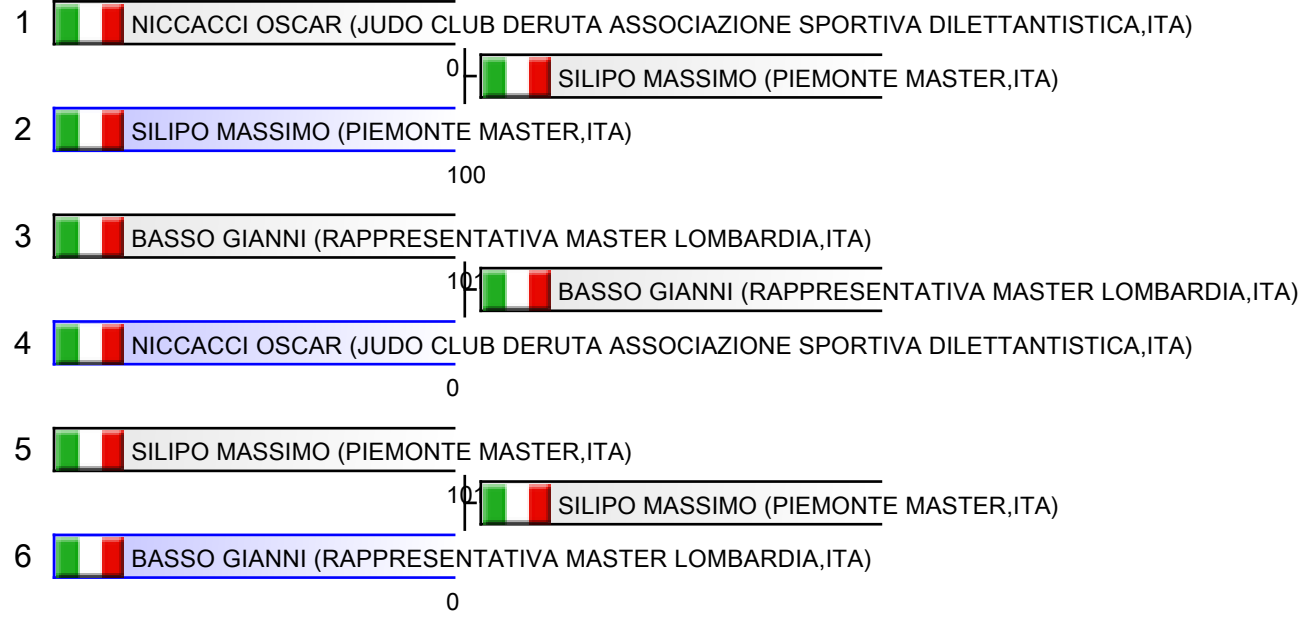 1 NICCACCI OSCAR (JUDO CLUB DERUTA ASSOCIAZIONE SPORTIVA DILETTANTISTICA,ITA)
0
SILIPO MASSIMO (PIEMONTE MASTER,ITA)
2 SILIPO MASSIMO (PIEMONTE MASTER,ITA)
100
3 BASSO GIANNI (RAPPRESENTATIVA MASTER LOMBARDIA,ITA)
BASSO GIANNI (RAPPRESENTATIVA MASTER LOMBARDIA,ITA)
4 NICCACCI OSCAR (JUDO CLUB DERUTA ASSOCIAZIONE SPORTIVA DILETTANTISTICA,ITA)
0
5 SILIPO MASSIMO (PIEMONTE MASTER,ITA)
SILIPO MASSIMO (PIEMONTE MASTER,ITA)
6 BASSO GIANNI (RAPPRESENTATIVA MASTER LOMBARDIA,ITA)
0